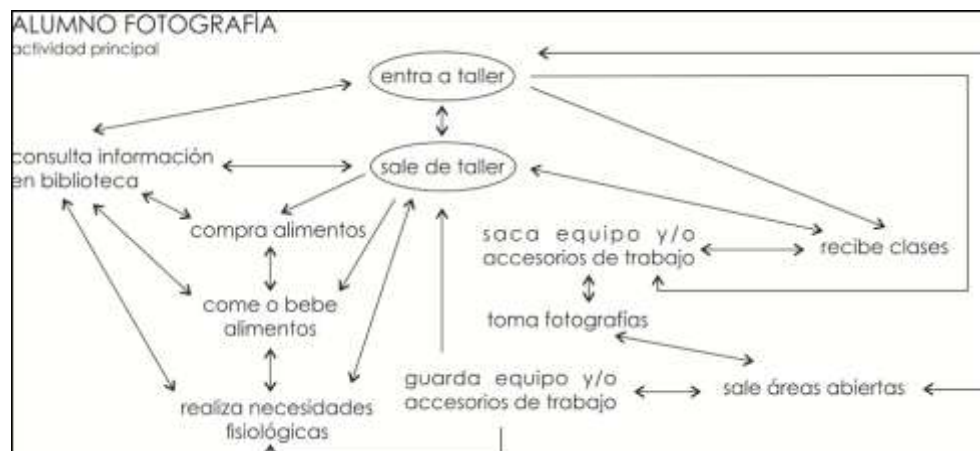 ALUMNO FOTOGRAFÍA
actividad principal
entra a taller
consulta información
en biblioteca
sale de taller
compra alimentos
saca equipo y/o
accesorios de trabajo
recibe clases
come o bebe
alimentos
toma fotografías
guarda equipo y/o
accesorios de trabajo
sale áreas abiertas
realiza necesidades
fisiológicas